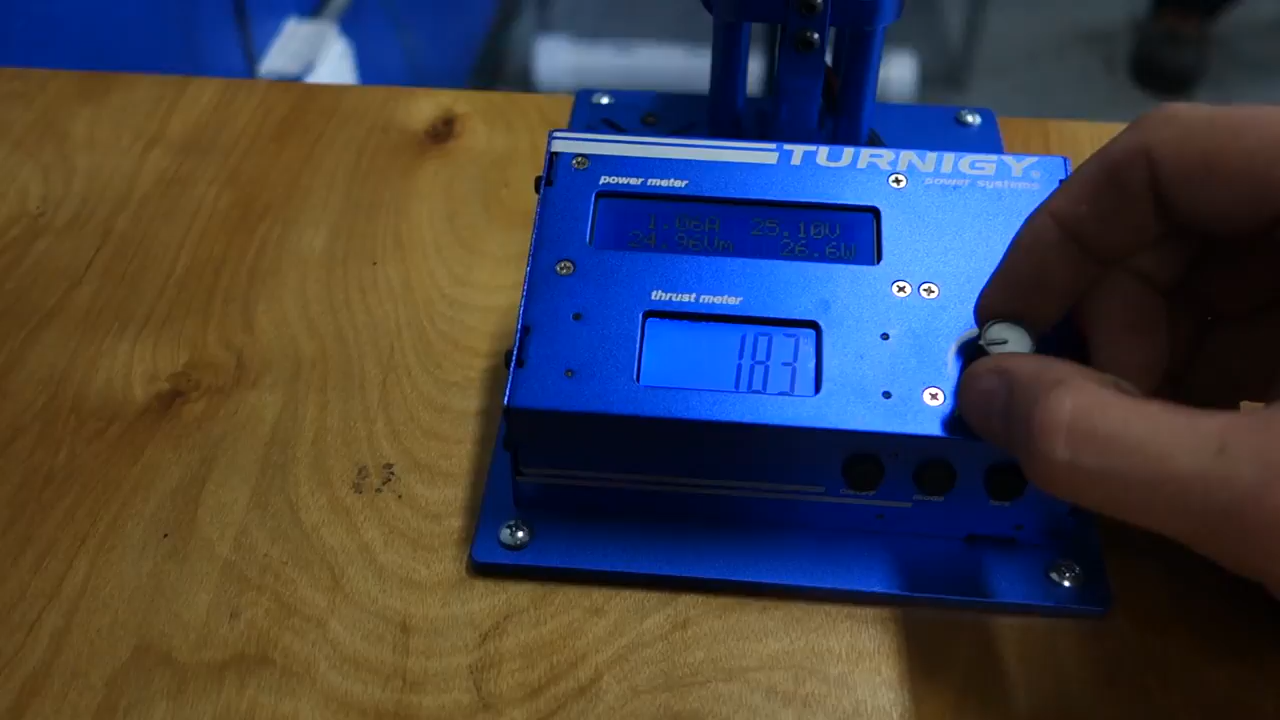 TURNIGY
power systems
power meter
1.06A 25.10V
24.96Vm 26.6W
thrust meter
183